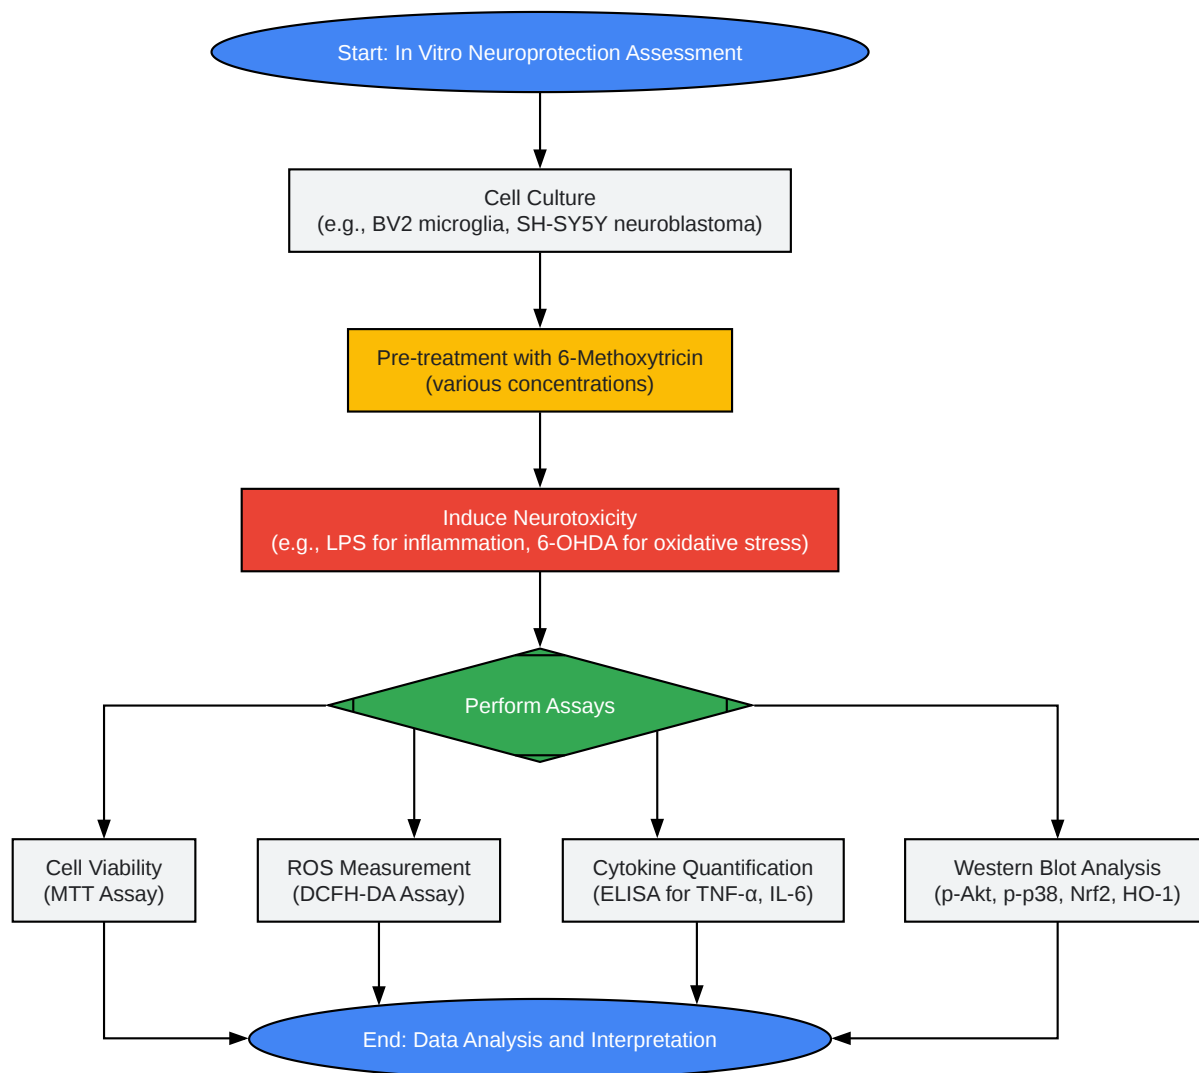 Start: In Vitro Neuroprotection Assessment
Cell Culture
(e.g., BV2 microglia, SH-SY5Y neuroblastoma)
Pre-treatment with 6-Methoxytricin
(various concentrations)
Induce Neurotoxicity
(e.g., LPS for inflammation, 6-OHDA for oxidative stress)
Perform Assays
Cell Viability
(MTT Assay)
ROS Measurement
(DCFH-DA Assay)
Cytokine Quantification
(ELISA for TNF-α, IL-6)
Western Blot Analysis
(p-Akt, p-p38, Nrf2, HO-1)
End: Data Analysis and Interpretation